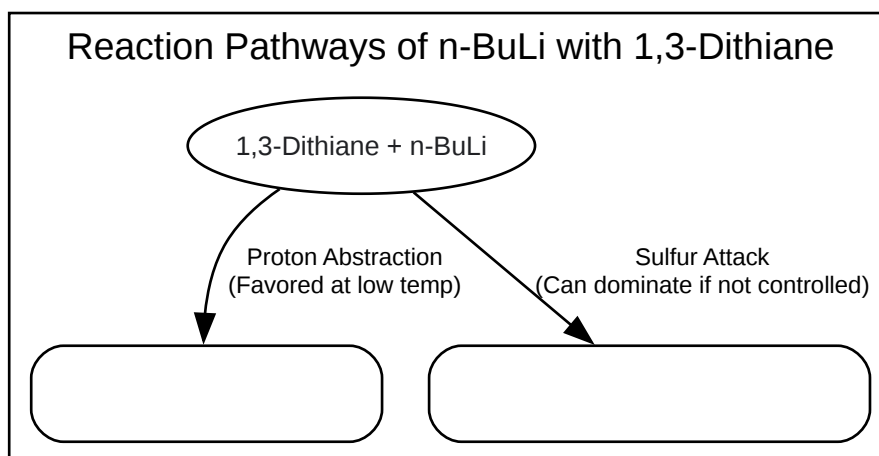 Reaction Pathways of n-BuLi with 1,3-Dithiane
1,3-Dithiane + n-BuLi
Proton Abstraction
(Favored at low temp)
Sulfur Attack
(Can dominate if not controlled)